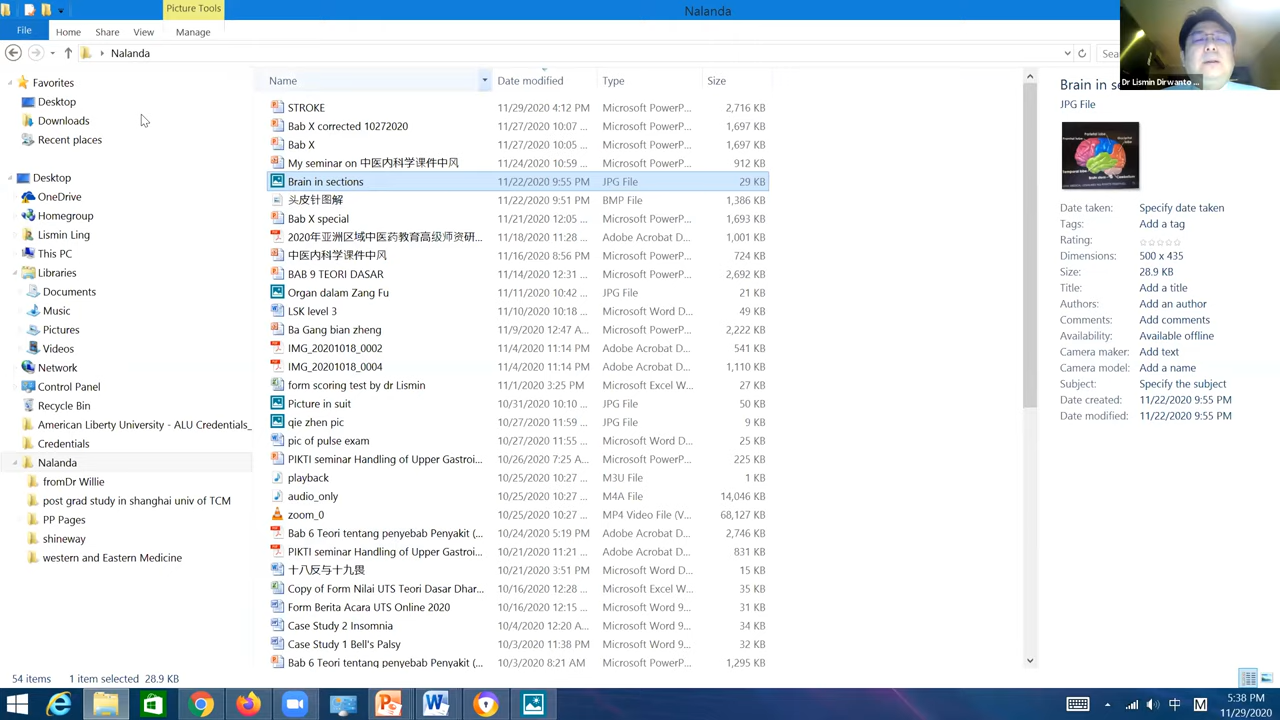 Picture Tools
Nalanda
File
Home
Share
View
Manage
Nalanda
Sea
Dr Lismin Dirwanto ...
Favorites
Desktop
Downloads
Recent places
Desktop
OneDrive
Homegroup
Lismin Ling
This PC
Libraries
Documents
Music
Pictures
Videos
Network
Control Panel
Recycle Bin
American Liberty University - ALU Credentials_
Credentials
Nalanda
fromDr Willie
post grad study in shanghai univ of TCM
PP Pages
shineway
western and Eastern Medicine
Name Date modified Type Size
STROKE 11/29/2020 4:12 PM Microsoft PowerP... 2,716 KB
Bab X corrected 10272020 11/27/2020 10:07 ... Microsoft PowerP... 1,697 KB
Bab X 11/27/2020 10:05 ... Microsoft PowerP... 1,697 KB
My seminar on 中医内科学课件中风 11/24/2020 10:59 ... Microsoft PowerP... 912 KB
Brain in sections 11/22/2020 9:55 PM JPG File 29 KB
头皮针图解 11/22/2020 9:51 PM BMP File 1,386 KB
Bab X special 11/21/2020 12:05 ... Microsoft PowerP... 1,693 KB
2020年亚洲区域中医药教育高级师资研... 11/18/2020 11:28 ... Adobe Acrobat D... 1,001 KB
中医内科学课件中风 11/16/2020 8:56 PM Microsoft PowerP... 724 KB
BAB 9 TEORI DASAR 11/14/2020 12:31 ... Microsoft PowerP... 2,692 KB
Organ dalam Zang Fu 11/11/2020 10:42 ... JPG File 21 KB
LSK level 3 11/10/2020 10:18 ... Microsoft Word D... 49 KB
Ba Gang bian zheng 11/9/2020 12:47 A... Microsoft PowerP... 2,222 KB
IMG_20201018_0002 11/4/2020 11:14 PM Adobe Acrobat D... 541 KB
IMG_20201018_0004 11/4/2020 11:14 PM Adobe Acrobat D... 1,110 KB
form scoring test by dr Lismin 11/1/2020 3:25 PM Microsoft Excel W... 27 KB
Picture in suit 10/31/2020 10:10 ... JPG File 50 KB
qie zhen pic 10/27/2020 11:59 ... JPG File 9 KB
pic of pulse exam 10/27/2020 11:55 ... Microsoft Word D... 25 KB
PIKTI seminar Handling of Upper Gastroi... 10/26/2020 7:25 A... Microsoft PowerP... 225 KB
playback 10/25/2020 10:27 ... M3U File 1 KB
audio_only 10/25/2020 10:27 ... M4A File 14,046 KB
zoom_0 10/25/2020 10:27 ... MP4 Video File (V... 68,127 KB
Bab 6 Teori tentang penyebab Penyakit (... 10/24/2020 5:19 PM Adobe Acrobat D... 2,746 KB
PIKTI seminar Handling of Upper Gastroi... 10/21/2020 11:21 ... Adobe Acrobat D... 831 KB
十八反与十九畏 10/21/2020 3:51 PM Microsoft Word D... 15 KB
Copy of Form Nilai UTS Teori Dasar Dhar... 10/16/2020 12:28 ... Microsoft Excel W... 35 KB
Form Berita Acara UTS Online 2020 10/16/2020 12:15 ... Microsoft Word 9... 31 KB
Case Study 2 Insomnia 10/4/2020 12:20 A... Microsoft Word 9... 34 KB
Case Study 1 Bell's Palsy 10/3/2020 11:38 PM Microsoft Word 9... 32 KB
Bab 6 Teori tentang penyebab Penyakit (... 10/3/2020 8:21 AM Microsoft PowerP... 1,295 KB
Brain in se
JPG File
Date taken: Specify date taken
Tags: Add a tag
Rating:
Dimensions: 500 x 435
Size: 28.9 KB
Title: Add a title
Authors: Add an author
Comments: Add comments
Availability: Available offline
Camera maker: Add text
Camera model: Add a name
Subject: Specify the subject
Date created: 11/22/2020 9:55 PM
Date modified: 11/22/2020 9:55 PM
54 items 1 item selected 28.9 KB
中 M
5:38 PM
11/29/2020